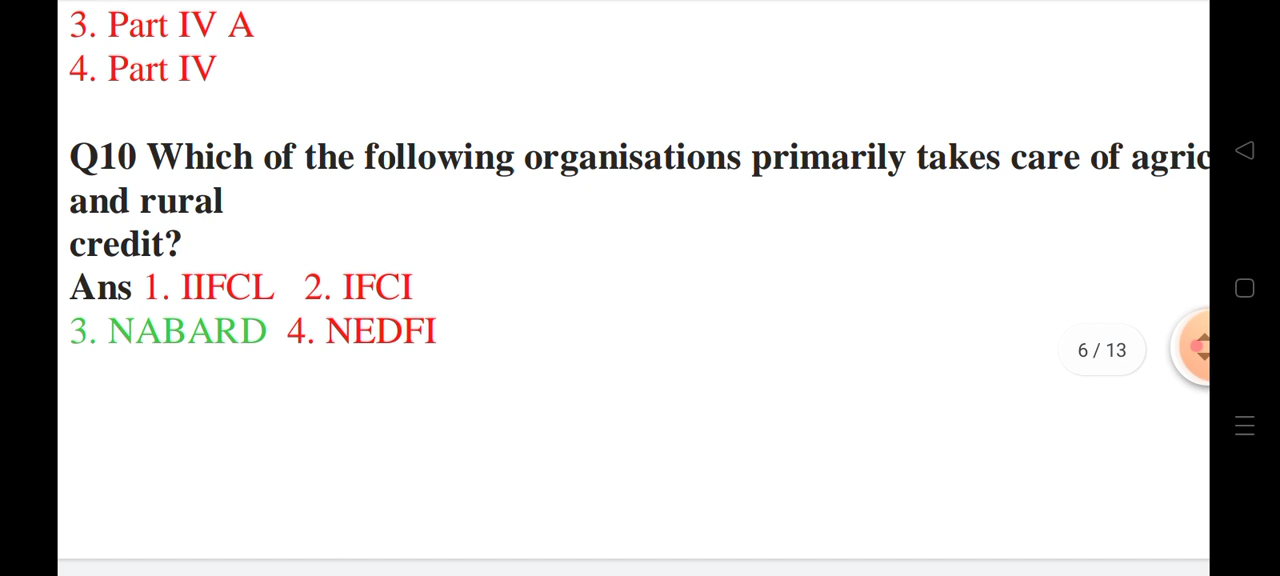 3. Part IV A
4. Part IV
Q10 Which of the following organisations primarily takes care of agric
and rural
credit?
Ans 1. IIFCL 2. IFCI
3. NABARD 4. NEDFI
6 / 13